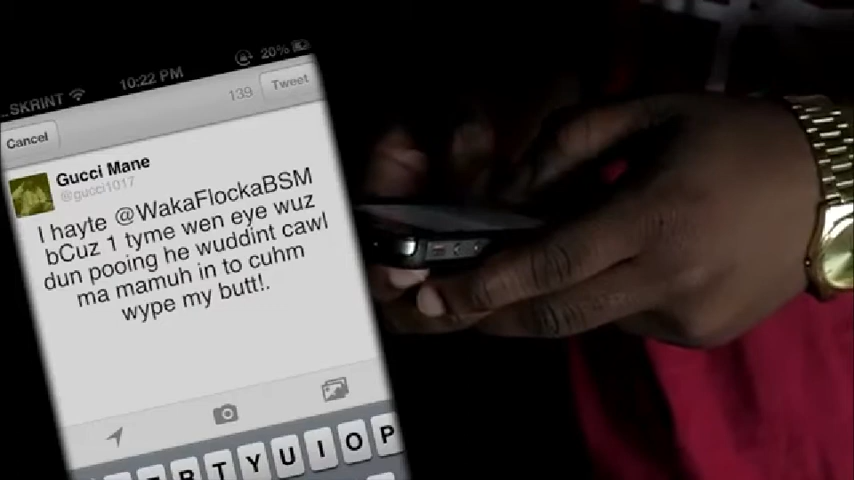 ..SKRINT 10:22 PM 20%
Cancel 139 Tweet
Gucci Mane
@gucci1017
I hayte @WakaFlockaBSM
bCuz 1 tyme wen eye wuz
dun pooing he wuddint cawl
ma mamuh in to cuhm
wype my butt!.
R T Y U I O P